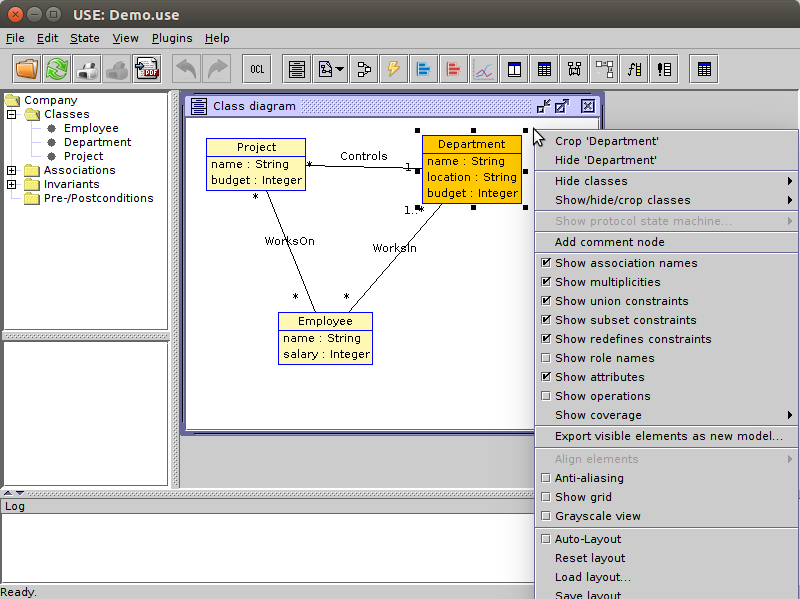 USE: Demo.use
File Edit State View Plugins Help
PDF OCL
Company
Classes
Employee
Department
Project
Associations
Invariants
Pre-/Postconditions
Class diagram
Project
name : String
budget : Integer
* Controls 1
Department
name : String
location : String
budget : Integer
* 1..*
WorksOn WorksIn
* *
Employee
name : String
salary : Integer
Crop 'Department'
Hide 'Department'
Hide classes
Show/hide/crop classes
Show protocol state machine...
Add comment node
Show association names
Show multiplicities
Show union constraints
Show subset constraints
Show redefines constraints
Show role names
Show attributes
Show operations
Show coverage
Export visible elements as new model...
Align elements
Anti-aliasing
Show grid
Grayscale view
Auto-Layout
Reset layout
Load layout...
Save layout
Log
Ready.